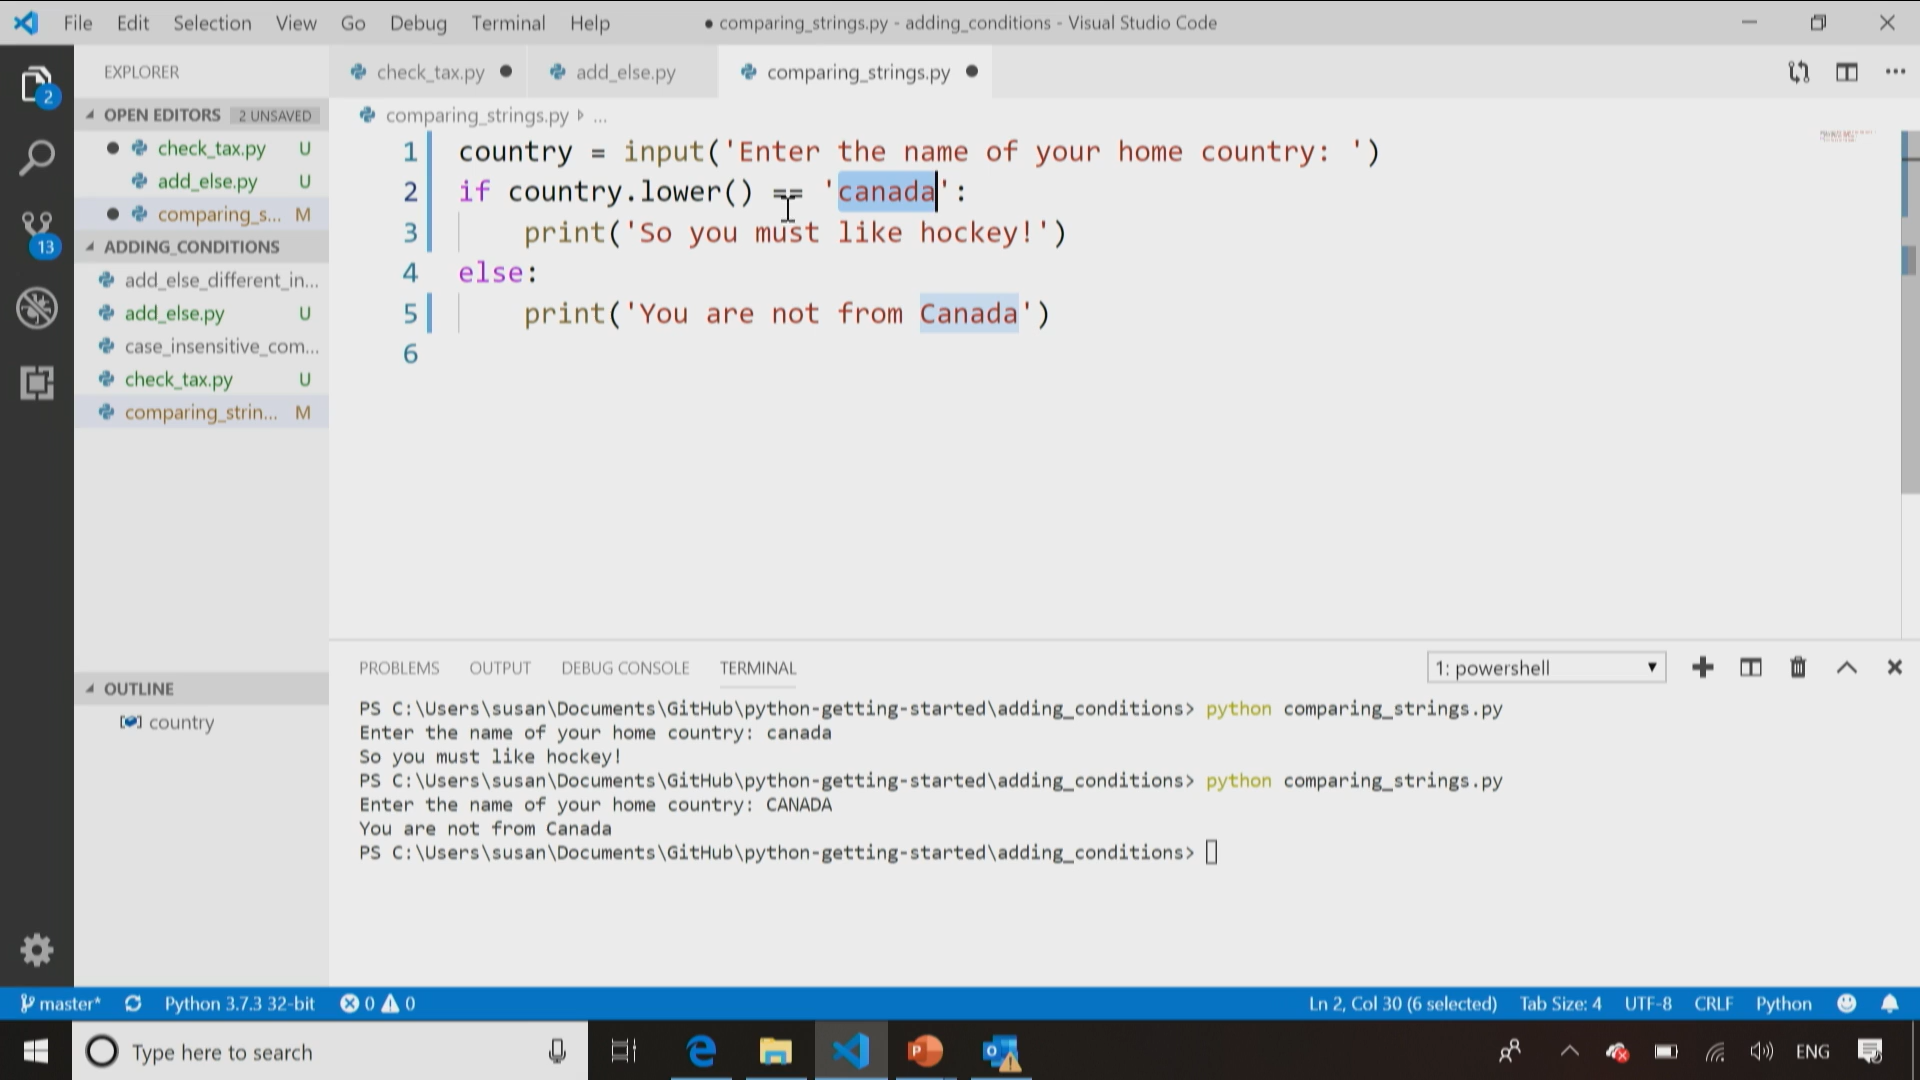 File Edit Selection View Go Debug Terminal Help ● comparing_strings.py - adding_conditions - Visual Studio Code
EXPLORER check_tax.py ● add_else.py comparing_strings.py ●
2
OPEN EDITORS 2 UNSAVED
comparing_strings.py ...
check_tax.py U
add_else.py U
comparing_s... M
13
ADDING_CONDITIONS
add_else_different_in...
add_else.py U
case_insensitive_com...
check_tax.py U
comparing_strin... M
1 country = input('Enter the name of your home country: ')
2 if country.lower() == 'canada':
3 print('So you must like hockey!')
4 else:
5 print('You are not from Canada')
6
OUTLINE
country
PROBLEMS OUTPUT DEBUG CONSOLE TERMINAL 1: powershell
PS C:\Users\susan\Documents\GitHub\python-getting-started\adding_conditions> python comparing_strings.py
Enter the name of your home country: canada
So you must like hockey!
PS C:\Users\susan\Documents\GitHub\python-getting-started\adding_conditions> python comparing_strings.py
Enter the name of your home country: CANADA
You are not from Canada
PS C:\Users\susan\Documents\GitHub\python-getting-started\adding_conditions>
master* Python 3.7.3 32-bit 0 0 Ln 2, Col 30 (6 selected) Tab Size: 4 UTF-8 CRLF Python
Type here to search ENG